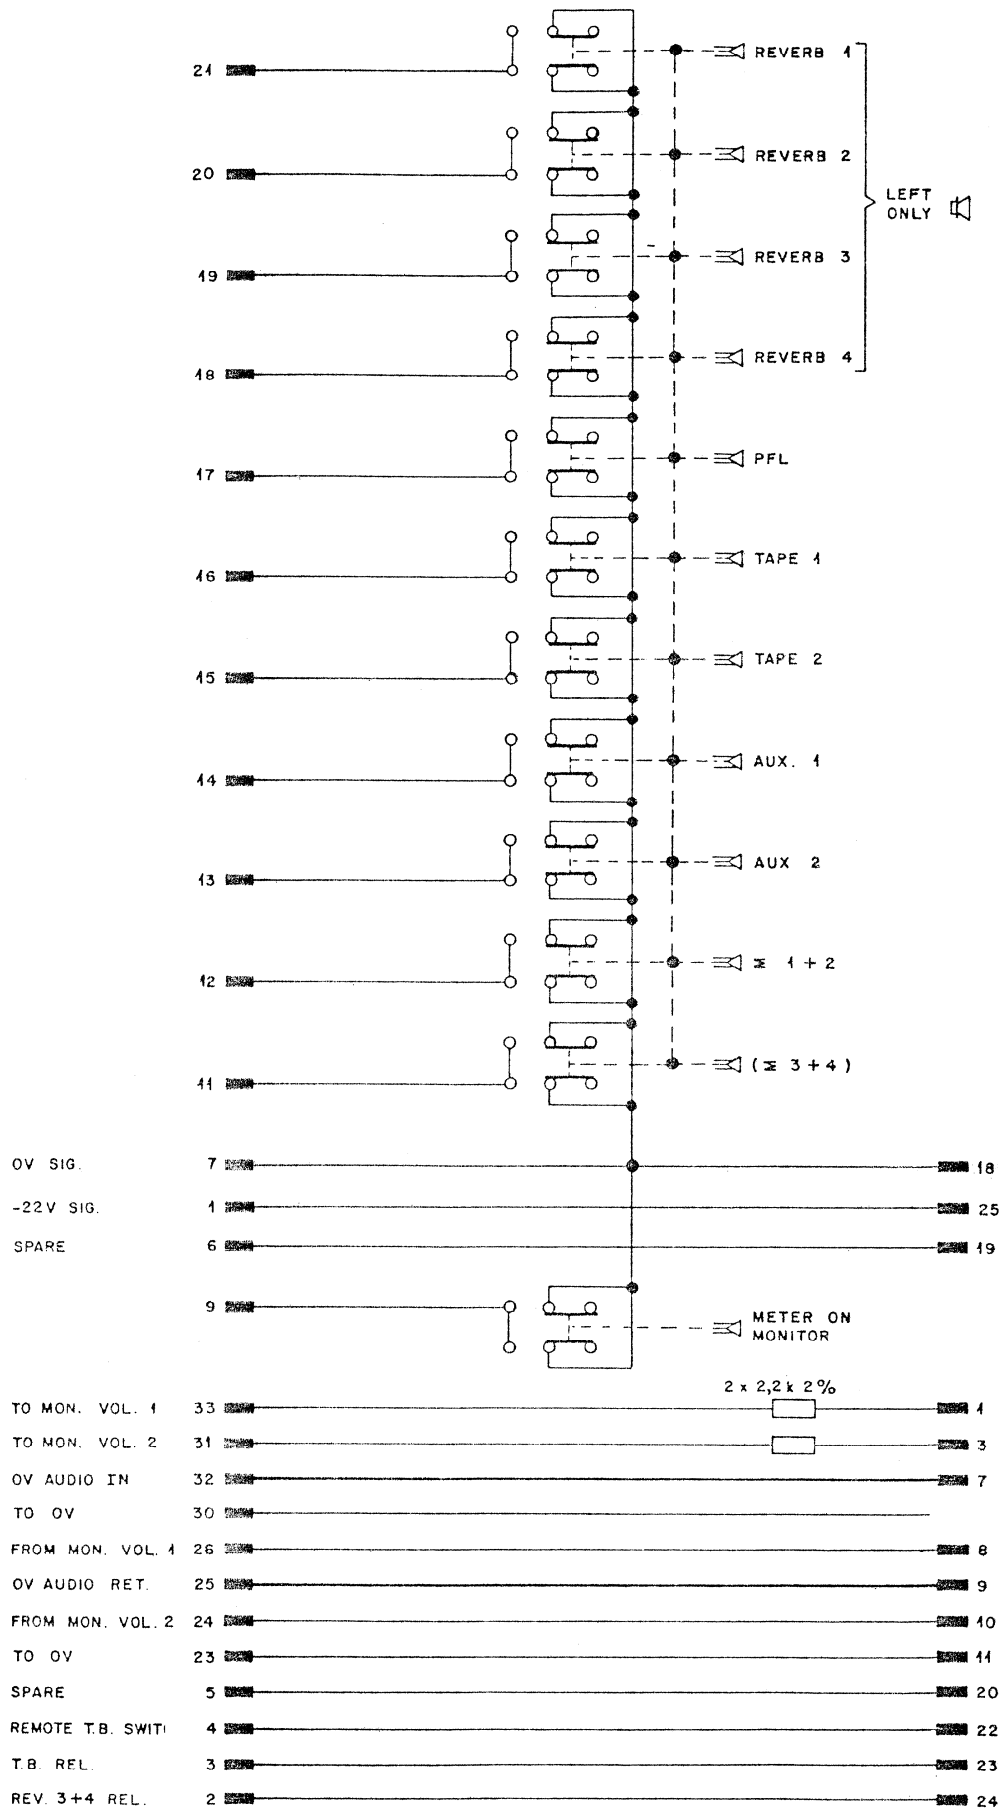 21 REVERB 1
20 REVERB 2
LEFT
ONLY
19 REVERB 3
18 REVERB 4
17 PFL
16 TAPE 1
15 TAPE 2
14 AUX. 1
13 AUX 2
12 Σ 1+2
11 (Σ 3+4)
OV SIG. 7 18
-22V SIG. 1 25
SPARE 6 19
9 METER ON
MONITOR
2 x 2,2k 2%
TO MON. VOL. 1 33 1
TO MON. VOL. 2 31 3
OV AUDIO IN 32 7
TO OV 30
FROM MON. VOL. 1 26 8
OV AUDIO RET. 25 9
FROM MON. VOL. 2 24 10
TO OV 23 11
SPARE 5 20
REMOTE T.B. SWIT 4 22
T.B. REL. 3 23
REV. 3+4 REL. 2 24